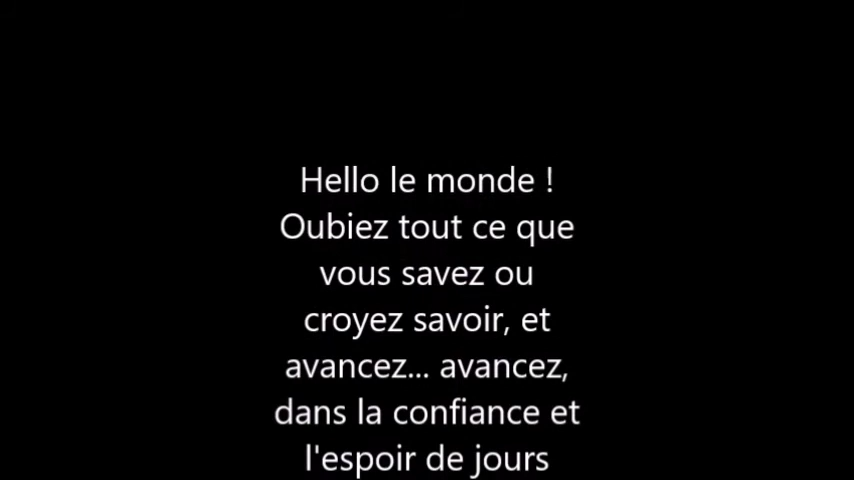 Hello le monde !
Oubiez tout ce que
vous savez ou
croyez savoir, et
avancez... avancez,
dans la confiance et
l'espoir de jours